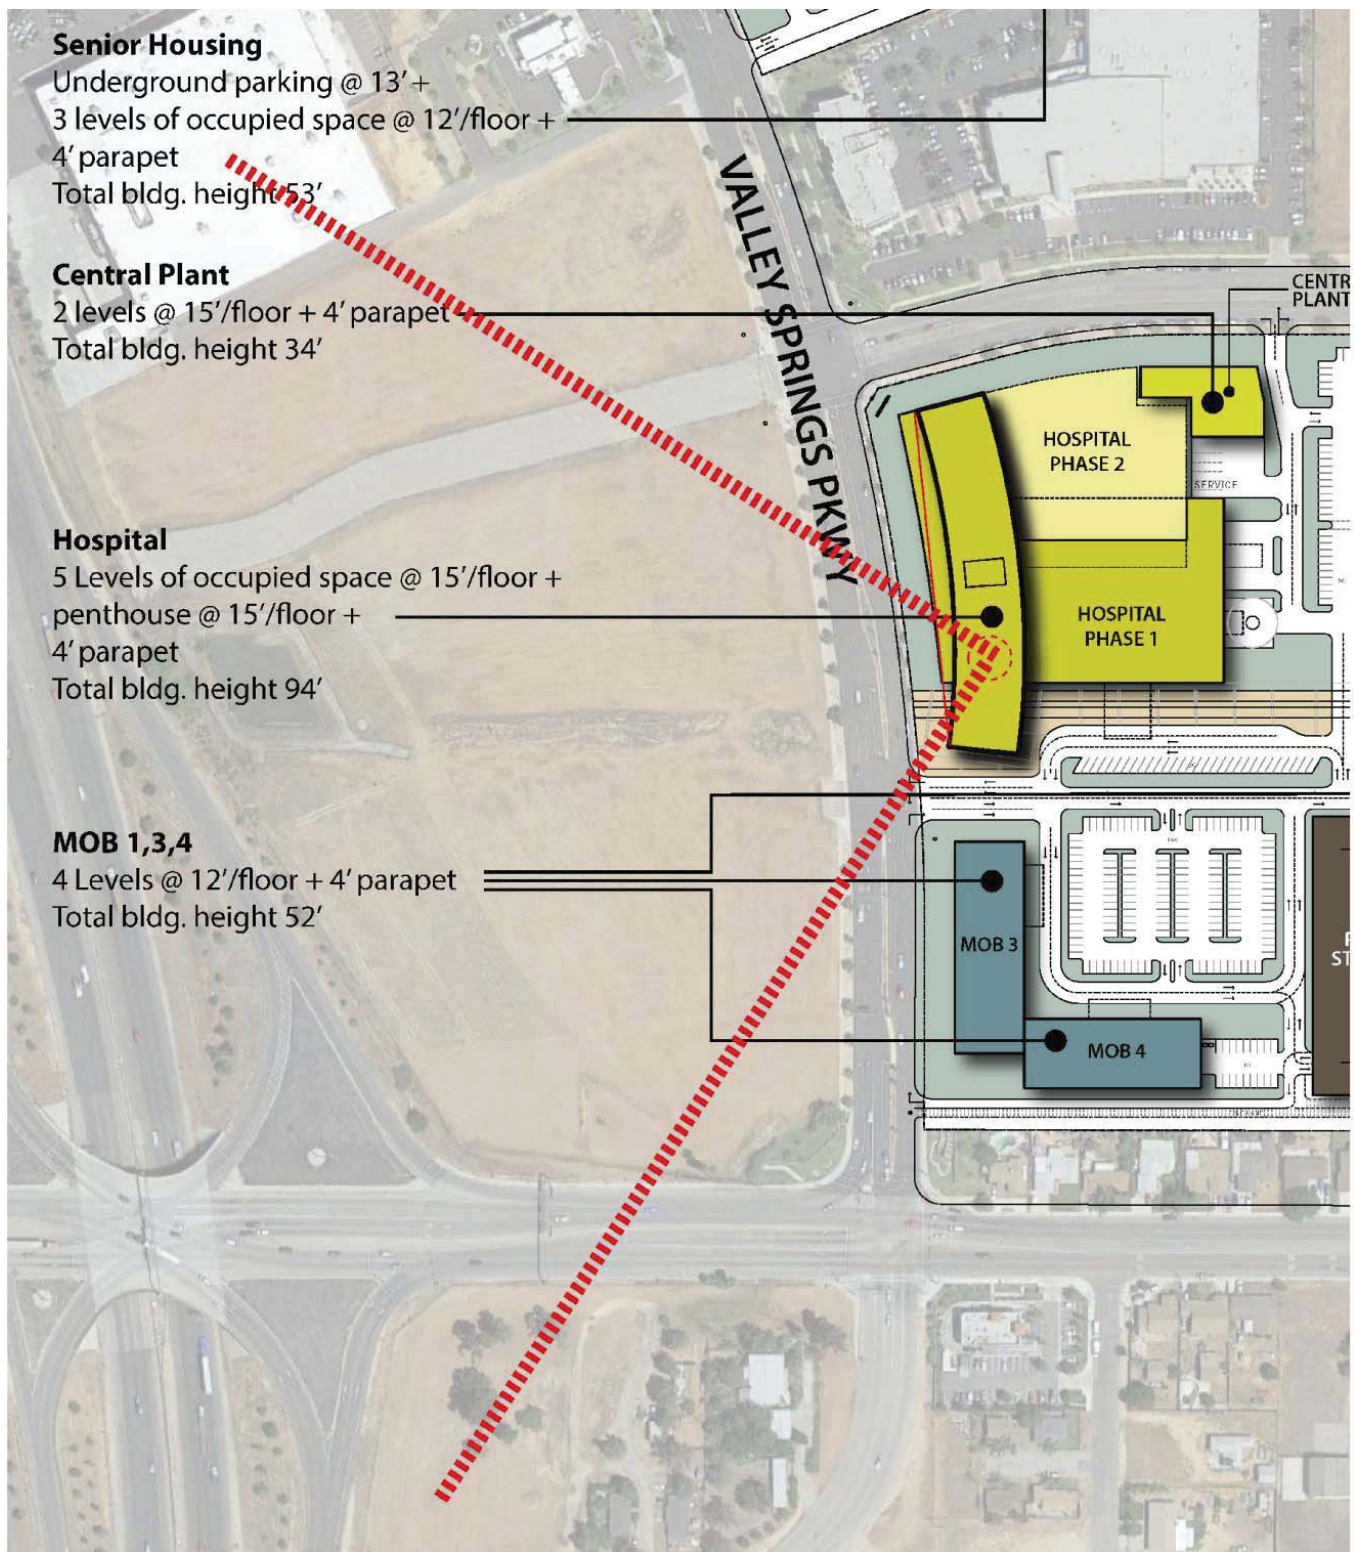 Senior Housing
Underground parking @ 13' +
3 levels of occupied space @ 12'/floor +
4' parapet
Total bldg. height 53'
Central Plant
2 levels @ 15'/floor + 4' parapet
Total bldg. height 34'
VALLEY SPRINGS PKWY
CENTR
PLANT
HOSPITAL
PHASE 2
SERVICE
Hospital
5 Levels of occupied space @ 15'/floor +
penthouse @ 15'/floor +
4' parapet
Total bldg. height 94'
HOSPITAL
PHASE 1
MOB 1,3,4
4 Levels @ 12'/floor + 4' parapet
Total bldg. height 52'
MOB 3
ST
MOB 4